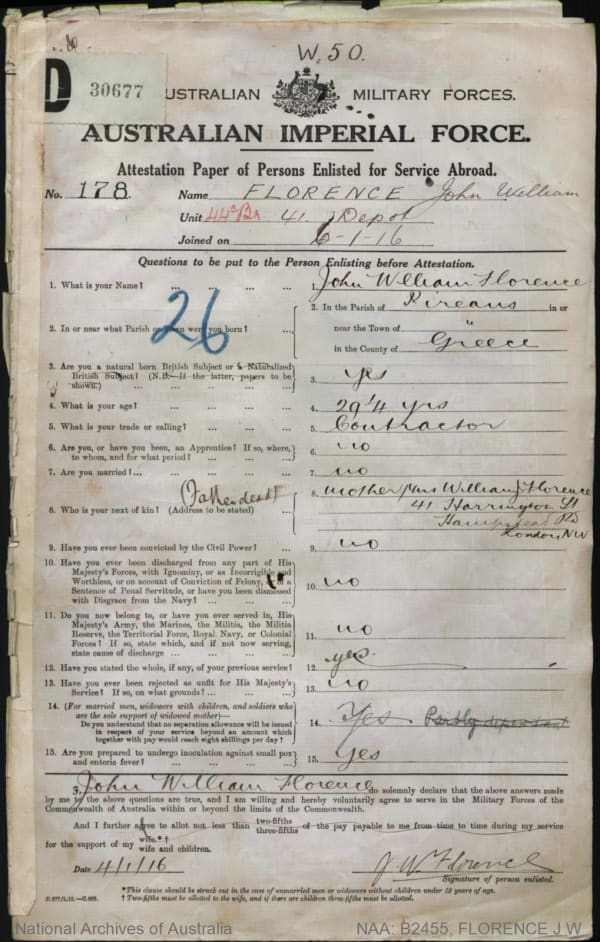 W. 50.
D 30677
AUSTRALIAN MILITARY FORCES.
AUSTRALIAN IMPERIAL FORCE.
Attestation Paper of Persons Enlisted for Service Abroad.
No. 178. Name FLORENCE John William
Unit 44th Bn 41. Depot
Joined on 6-1-16
Questions to be put to the Person Enlisting before Attestation.
1. What is your Name? ... ... ... ... 1. John William Florence
26
2. In or near what Parish or Town were you born? ... 2. In the Parish of Pireaus in or
near the Town of "
in the County of Greece
3. Are you a natural born British Subject or a Naturalized
British Subject? (N.B.—If the latter, papers to be
shown.) ... ... ... ... 3. yes
4. What is your age? ... ... ... ... 4. 29 4/12 yrs
5. What is your trade or calling? ... ... ... 5. Contractor
6. Are you, or have you been, an Apprentice? If so, where,
to whom, and for what period? ... ... ... 6. no
7. Are you married? ... ... ... ... 7. no
(Father dead)
8. Who is your next of kin? (Address to be stated) ... 8. Mother Mrs William J Florence
41 Harrington St
Hampstead Rd
London, NW
9. Have you ever been convicted by the Civil Power? ... 9. no
10. Have you ever been discharged from any part of His
Majesty's Forces, with Ignominy, or as Incorrigible and
Worthless, or on account of Conviction of Felony, or of a
Sentence of Penal Servitude, or have you been dismissed
with Disgrace from the Navy? ... ... ... 10. no
11. Do you now belong to, or have you ever served in, His
Majesty's Army, the Marines, the Militia, the Militia
Reserve, the Territorial Force, Royal Navy, or Colonial
Forces? If so, state which, and if not now serving,
state cause of discharge ... ... ... 11. no
12. Have you stated the whole, if any, of your previous service? 12. yes.
13. Have you ever been rejected as unfit for His Majesty's
Service? If so, on what grounds? ... ... ... 13. no
14. (For married men, widowers with children, and soldiers who
are the sole support of widowed mother)—
Do you understand that no separation allowance will be issued
in respect of your service beyond an amount which
together with pay would reach eight shillings per day? ... 14. Yes Partly dependant
15. Are you prepared to undergo inoculation against small pox
and enteric fever? ... ... ... ... 15. Yes
I, John William Florence do solemnly declare that the above answers made
by me to the above questions are true, and I am willing and hereby voluntarily agree to serve in the Military Forces of the
Commonwealth of Australia within or beyond the limits of the Commonwealth.
And I further agree to allot not less than two-fifths three-fifths of the pay payable to me from time to time during my service
for the support of my wife.*† wife and children.
Date 4/1/16 J. W. Florence
Signature of person enlisted.
*This clause should be struck out in the case of unmarried men or widowers without children under 18 years of age.
† Two-fifths must be allotted to the wife, and if there are children three-fifths must be allotted.
National Archives of Australia NAA: B2455, FLORENCE J W